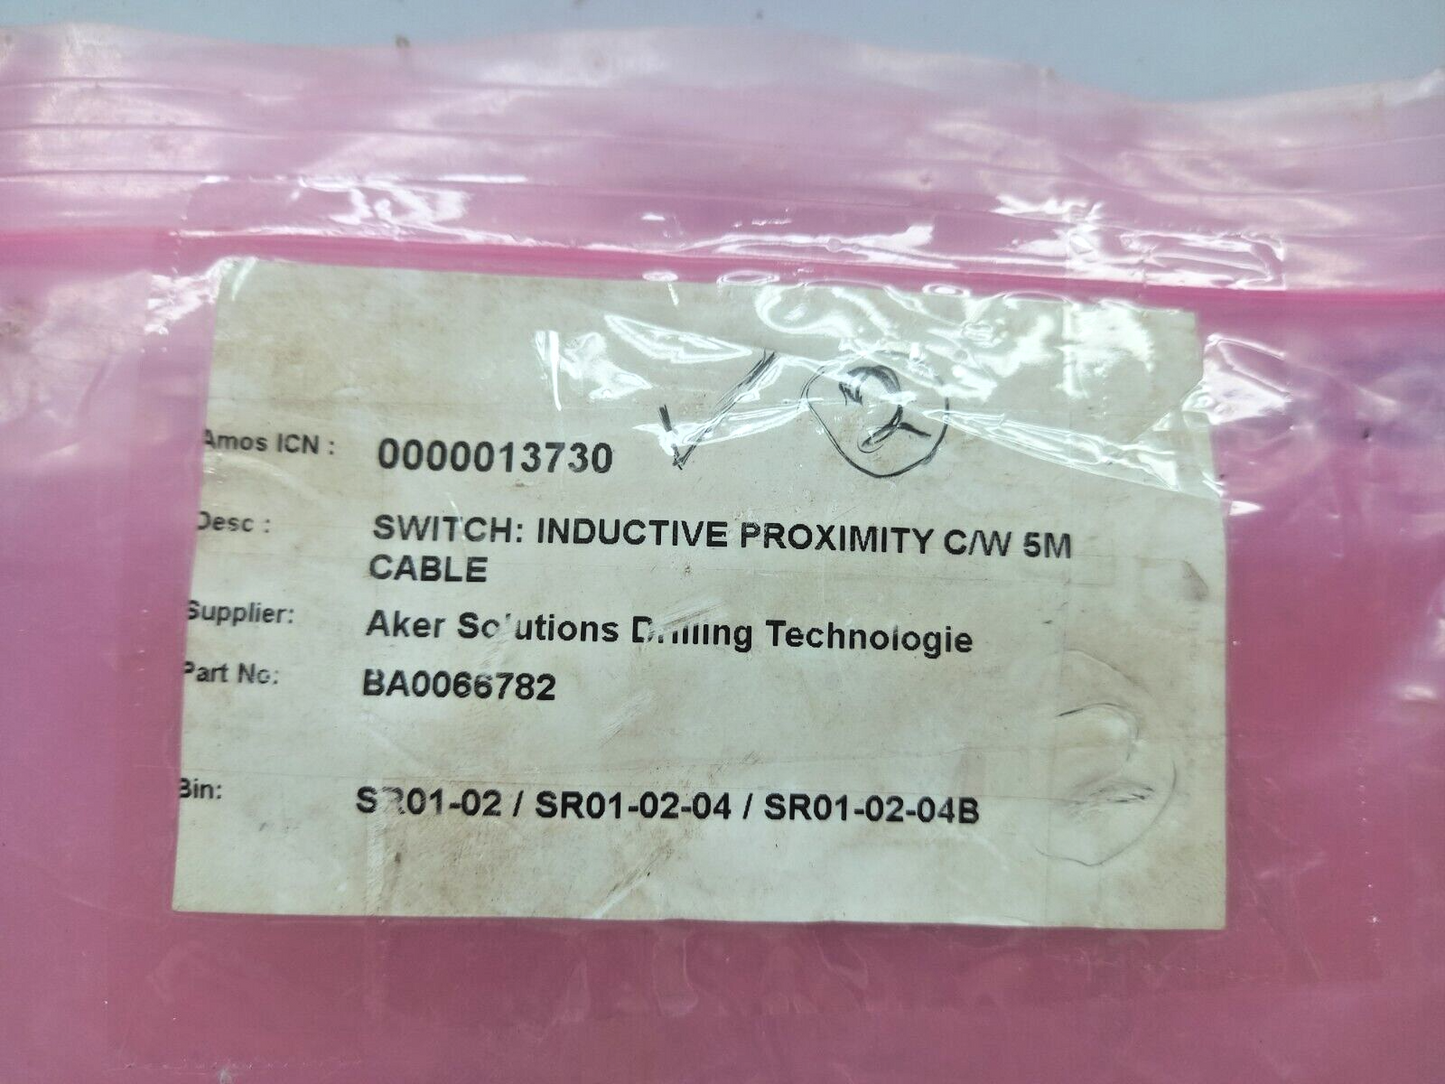 Amos ICN : 0000013730
2
Desc : SWITCH: INDUCTIVE PROXIMITY C/W 5M
CABLE
Supplier: Aker Solutions Drilling Technologie
Part No: BA0066782
Bin: SR01-02 / SR01-02-04 / SR01-02-04B